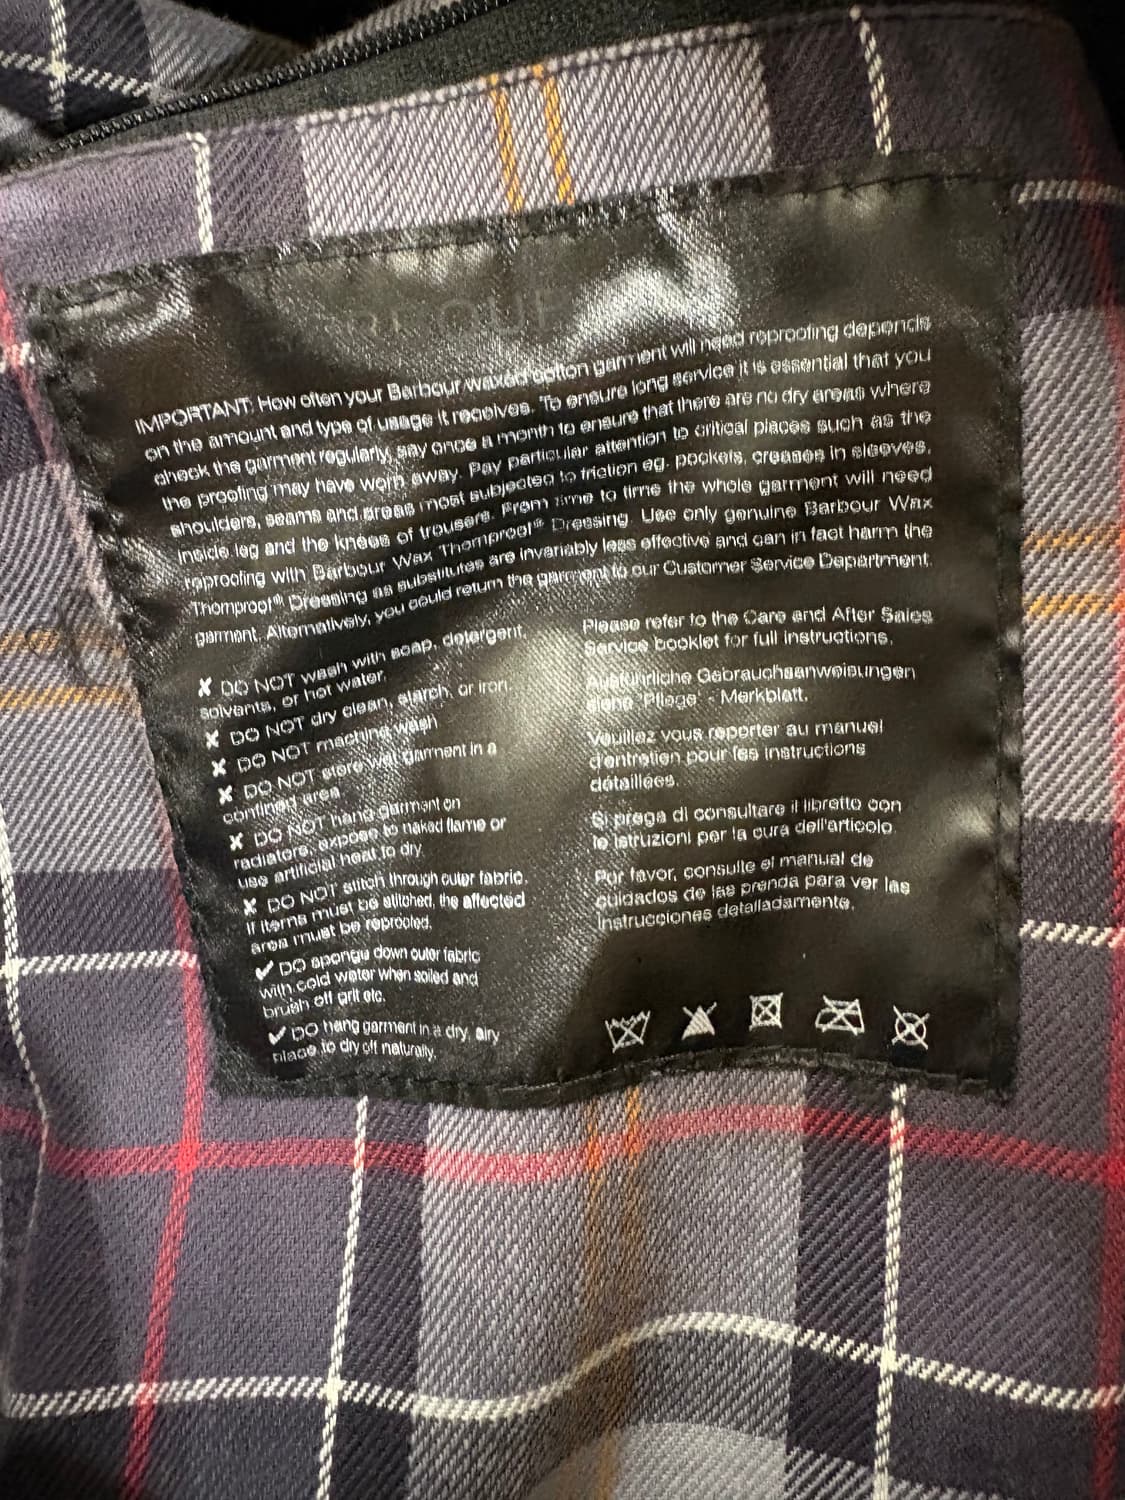 IMPORTANT: How often your Barbour waxed cotton garment will need reproofing depends
on the amount and type of usage it receives. To ensure long service it is essential that you
check the garment regularly, say once a month to ensure that there are no dry areas where
the proofing may have worn away. Pay particular attention to critical places such as the
shoulders, seams and areas most subjected to friction eg. pockets, creases in sleeves,
inside leg and the knees of trousers. From time to time the whole garment will need
reproofing with Barbour Wax Thornproof® Dressing. Use only genuine Barbour Wax
Thornproof® Dressing as substitutes are invariably less effective and can in fact harm the
garment. Alternatively, you could return the garment to our Customer Service Department.
✘ DO NOT wash with soap, detergent,
solvents, or hot water.
✘ DO NOT dry clean, starch, or iron.
✘ DO NOT machine wash
✘ DO NOT store wet garment in a
confined area
✘ DO NOT hang garment on
radiators, expose to naked flame or
use artificial heat to dry.
✘ DO NOT stitch through outer fabric.
If items must be stitched, the affected
area must be reproofed.
✔ DO sponge down outer fabric
with cold water when soiled and
brush off grit etc.
✔ DO hang garment in a dry, airy
place to dry off naturally.
Please refer to the Care and After Sales
Service booklet for full instructions.
Ausführliche Gebrauchsanweisungen
siehe 'Pflege' - Merkblatt.
Veuillez vous reporter au manuel
d'entretien pour les instructions
détaillées.
Si prega di consultare il libretto con
le istruzioni per la cura dell'articolo.
Por favor, consulte el manual de
cuidados de las prenda para ver las
instrucciones detalladamente.